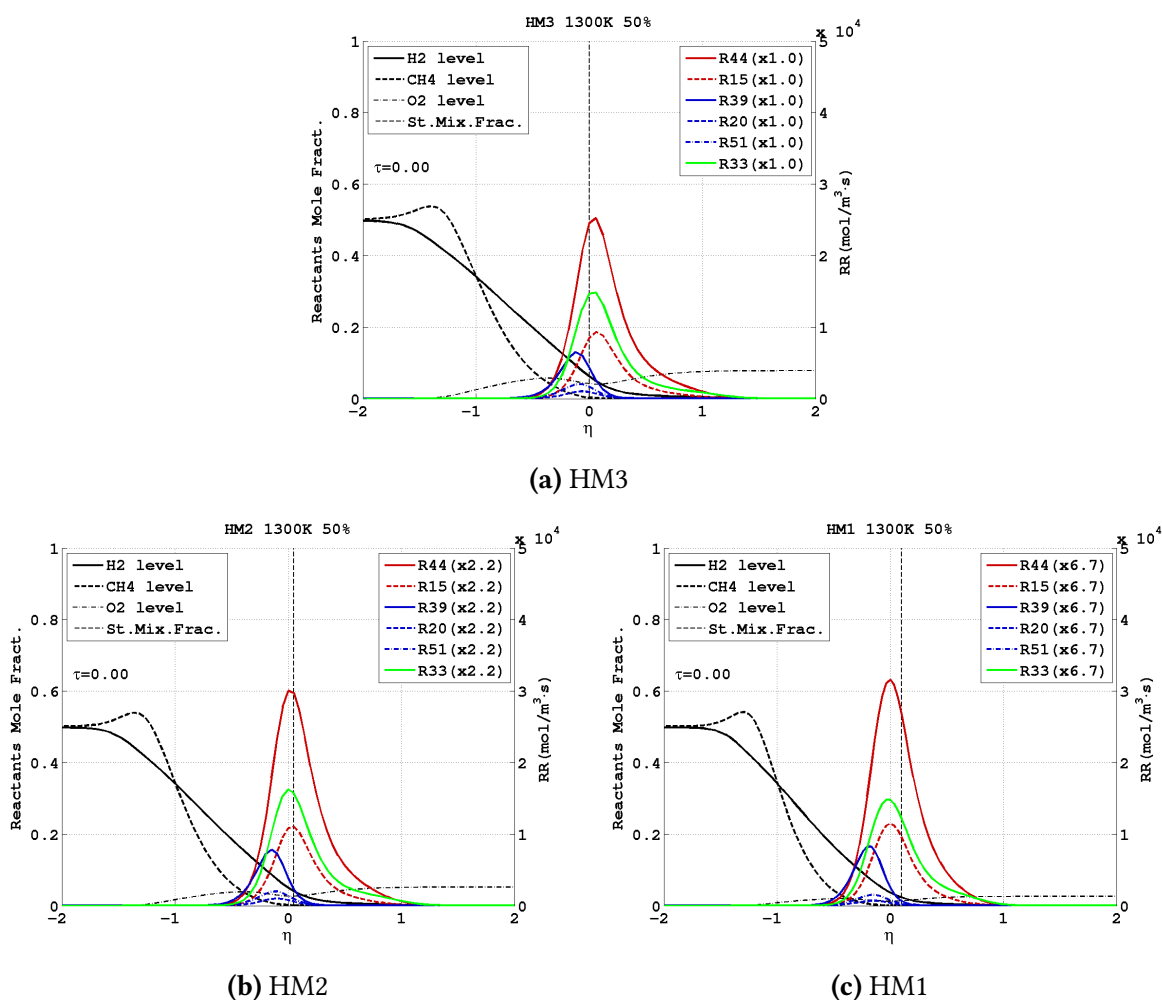 HM3 1300K 50%
x 10^4
H2 level
CH4 level
O2 level
St.Mix.Frac.
R44(x1.0)
R15(x1.0)
R39(x1.0)
R20(x1.0)
R51(x1.0)
R33(x1.0)
τ=0.00
Reactants Mole Fract.
RR(mol/m³·s)
1
0.8
0.6
0.4
0.2
0
5
4
3
2
1
0
−2
−1
0
1
2
η
(a) HM3
HM2 1300K 50%
x 10^4
H2 level
CH4 level
O2 level
St.Mix.Frac.
R44(x2.2)
R15(x2.2)
R39(x2.2)
R20(x2.2)
R51(x2.2)
R33(x2.2)
τ=0.00
Reactants Mole Fract.
RR(mol/m³·s)
1
0.8
0.6
0.4
0.2
0
5
4
3
2
1
0
−2
−1
0
1
2
η
(b) HM2
HM1 1300K 50%
x 10^4
H2 level
CH4 level
O2 level
St.Mix.Frac.
R44(x6.7)
R15(x6.7)
R39(x6.7)
R20(x6.7)
R51(x6.7)
R33(x6.7)
τ=0.00
Reactants Mole Fract.
RR(mol/m³·s)
1
0.8
0.6
0.4
0.2
0
5
4
3
2
1
0
−2
−1
0
1
2
η
(c) HM1